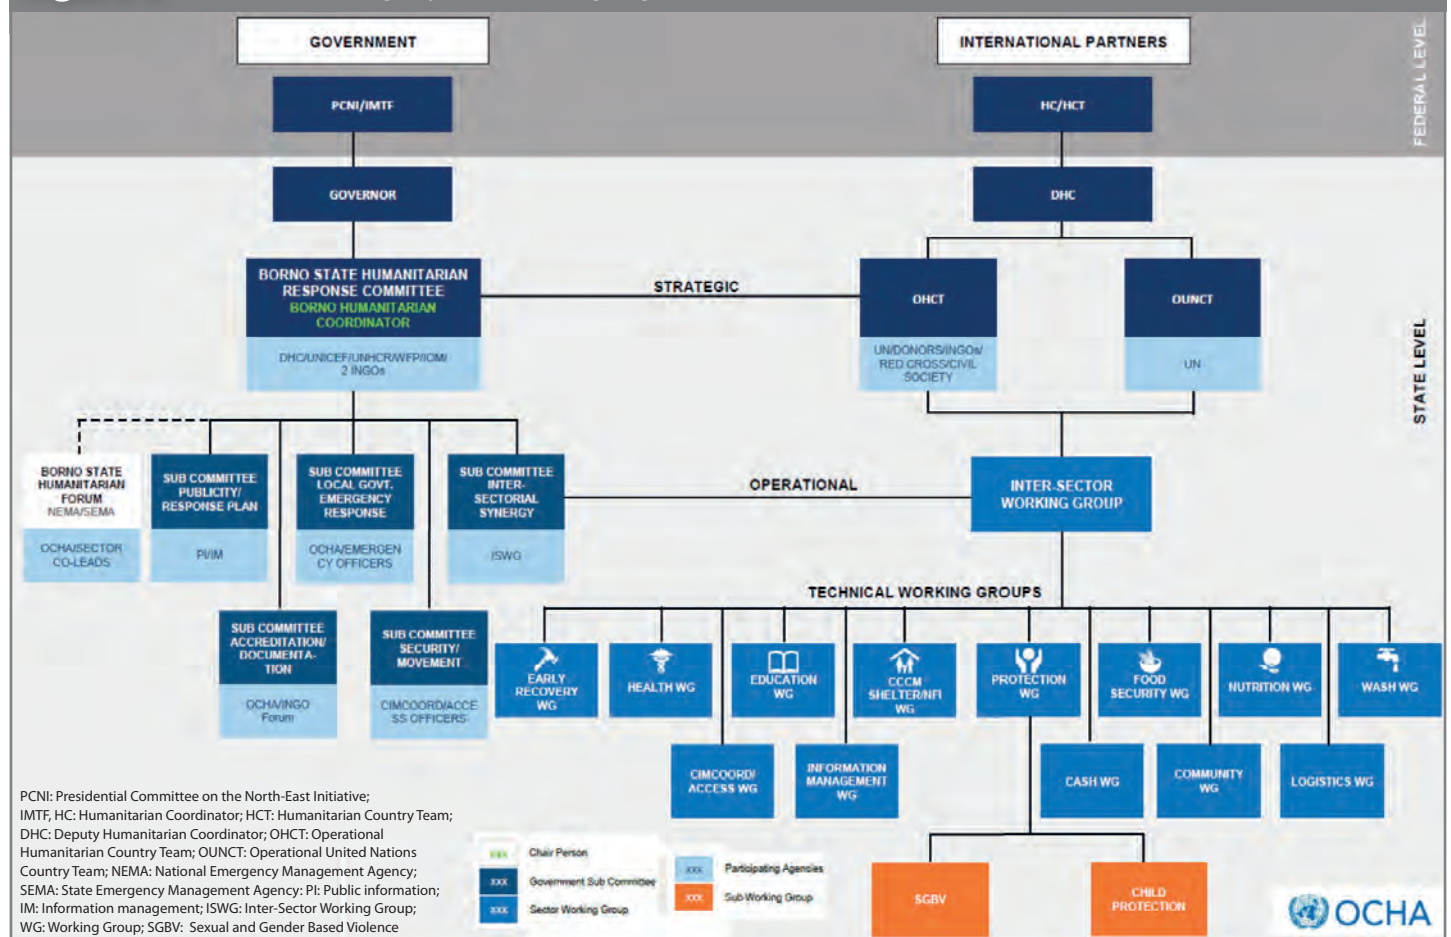 GOVERNMENT
INTERNATIONAL PARTNERS
FEDERAL LEVEL
PCNI/IMTF
HC/HCT
GOVERNOR
DHC
BORNO STATE HUMANITARIAN
RESPONSE COMMITTEE
BORNO HUMANITARIAN
COORDINATOR
DHC/UNICEF/UNHCR/WFP/IOM/
2 INGOs
STRATEGIC
OHCT
UN/DONORS/INGOs/
RED CROSS/CIVIL
SOCIETY
OUNCT
UN
STATE LEVEL
BORNO STATE
HUMANITARIAN
FORUM
NEMA/SEMA
OCHA/SECTOR
CO-LEADS
SUB COMMITTEE
PUBLICITY/
RESPONSE PLAN
PI/IM
SUB COMMITTEE
LOCAL GOVT.
EMERGENCY
RESPONSE
OCHA/EMERGEN
CY OFFICERS
SUB COMMITTEE
INTER-
SECTORIAL
SYNERGY
ISWG
OPERATIONAL
INTER-SECTOR
WORKING GROUP
SUB COMMITTEE
ACCREDITATION/
DOCUMENTA-
TION
OCHA/INGO
Forum
SUB COMMITTEE
SECURITY/
MOVEMENT
CIMCOORD/ACCE
SS OFFICERS
TECHNICAL WORKING GROUPS
EARLY
RECOVERY
WG
HEALTH WG
EDUCATION
WG
CCCM
SHELTER/NFI
WG
PROTECTION
WG
FOOD
SECURITY WG
NUTRITION WG
WASH WG
CIMCOORD/
ACCESS WG
INFORMATION
MANAGEMENT
WG
CASH WG
COMMUNITY
WG
LOGISTICS WG
SGBV
CHILD
PROTECTION
PCNI: Presidential Committee on the North-East Initiative;
IMTF, HC: Humanitarian Coordinator; HCT: Humanitarian Country Team;
DHC: Deputy Humanitarian Coordinator; OHCT: Operational
Humanitarian Country Team; OUNCT: Operational United Nations
Country Team; NEMA: National Emergency Management Agency;
SEMA: State Emergency Management Agency: PI: Public information;
IM: Information management; ISWG: Inter-Sector Working Group;
WG: Working Group; SGBV: Sexual and Gender Based Violence
xxx Chair Person
xxx Government Sub Committee
xxx Sector Working Group
xxx Participating Agencies
xxx Sub Working Group
OCHA